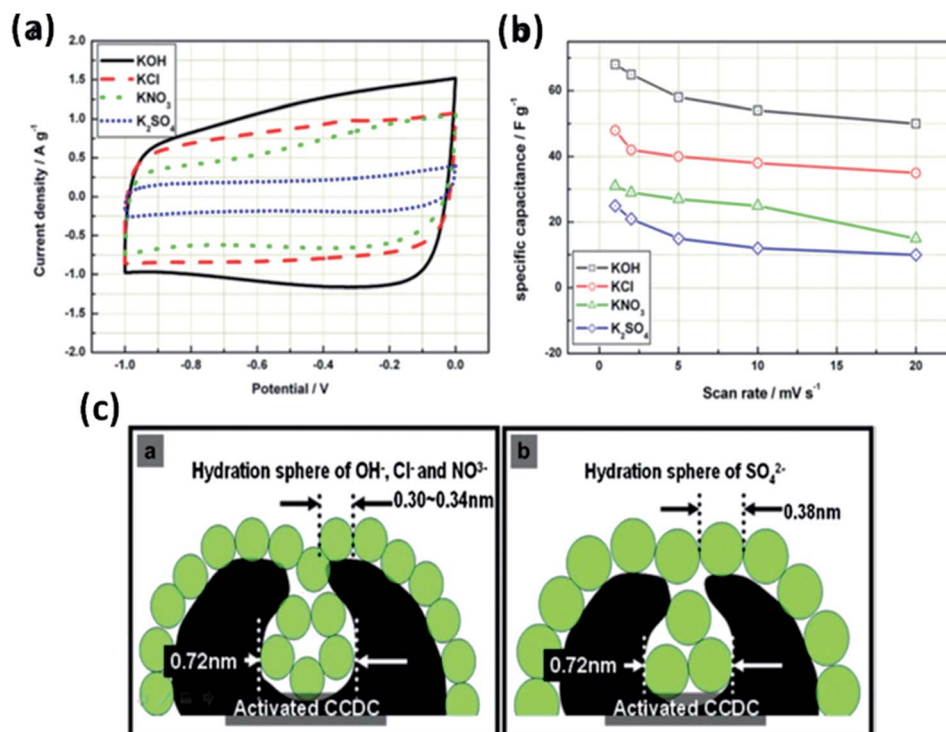 (a)
KOH
KCl
KNO3
K2SO4
2.0
1.5
1.0
0.5
0.0
-0.5
-1.0
-1.5
-2.0
Current density / A g-1
-1.0
-0.8
-0.6
-0.4
-0.2
0.0
Potential / V
(b)
60
40
20
0
-20
specific capacitance / F g-1
KOH
KCl
KNO3
K2SO4
0
5
10
15
20
Scan rate / mV s-1
(c)
a
Hydration sphere of OH-, Cl- and NO3-
0.30~0.34nm
0.72nm
Activated CCDC
b
Hydration sphere of SO42-
0.38nm
0.72nm
Activated CCDC